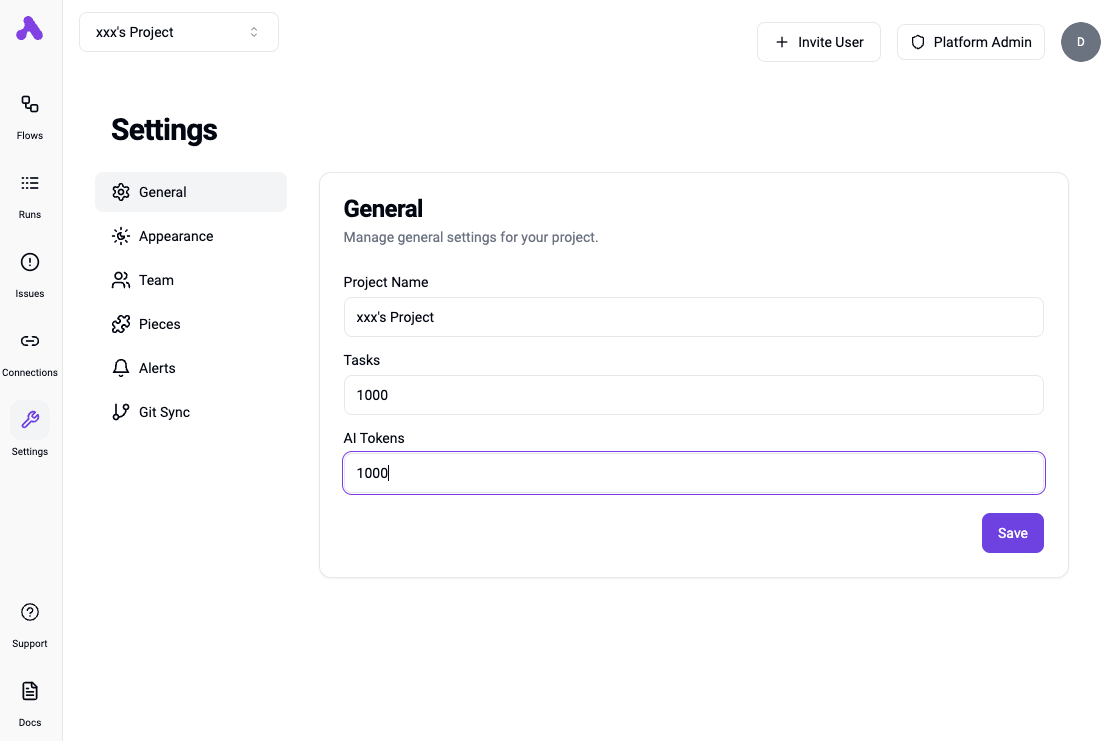 xxx's Project
Invite User
Platform Admin
D
Flows
Runs
Issues
Connections
Settings
Support
Docs
Settings
General
Appearance
Team
Pieces
Alerts
Git Sync
General
Manage general settings for your project.
Project Name
xxx's Project
Tasks
1000
AI Tokens
1000
Save